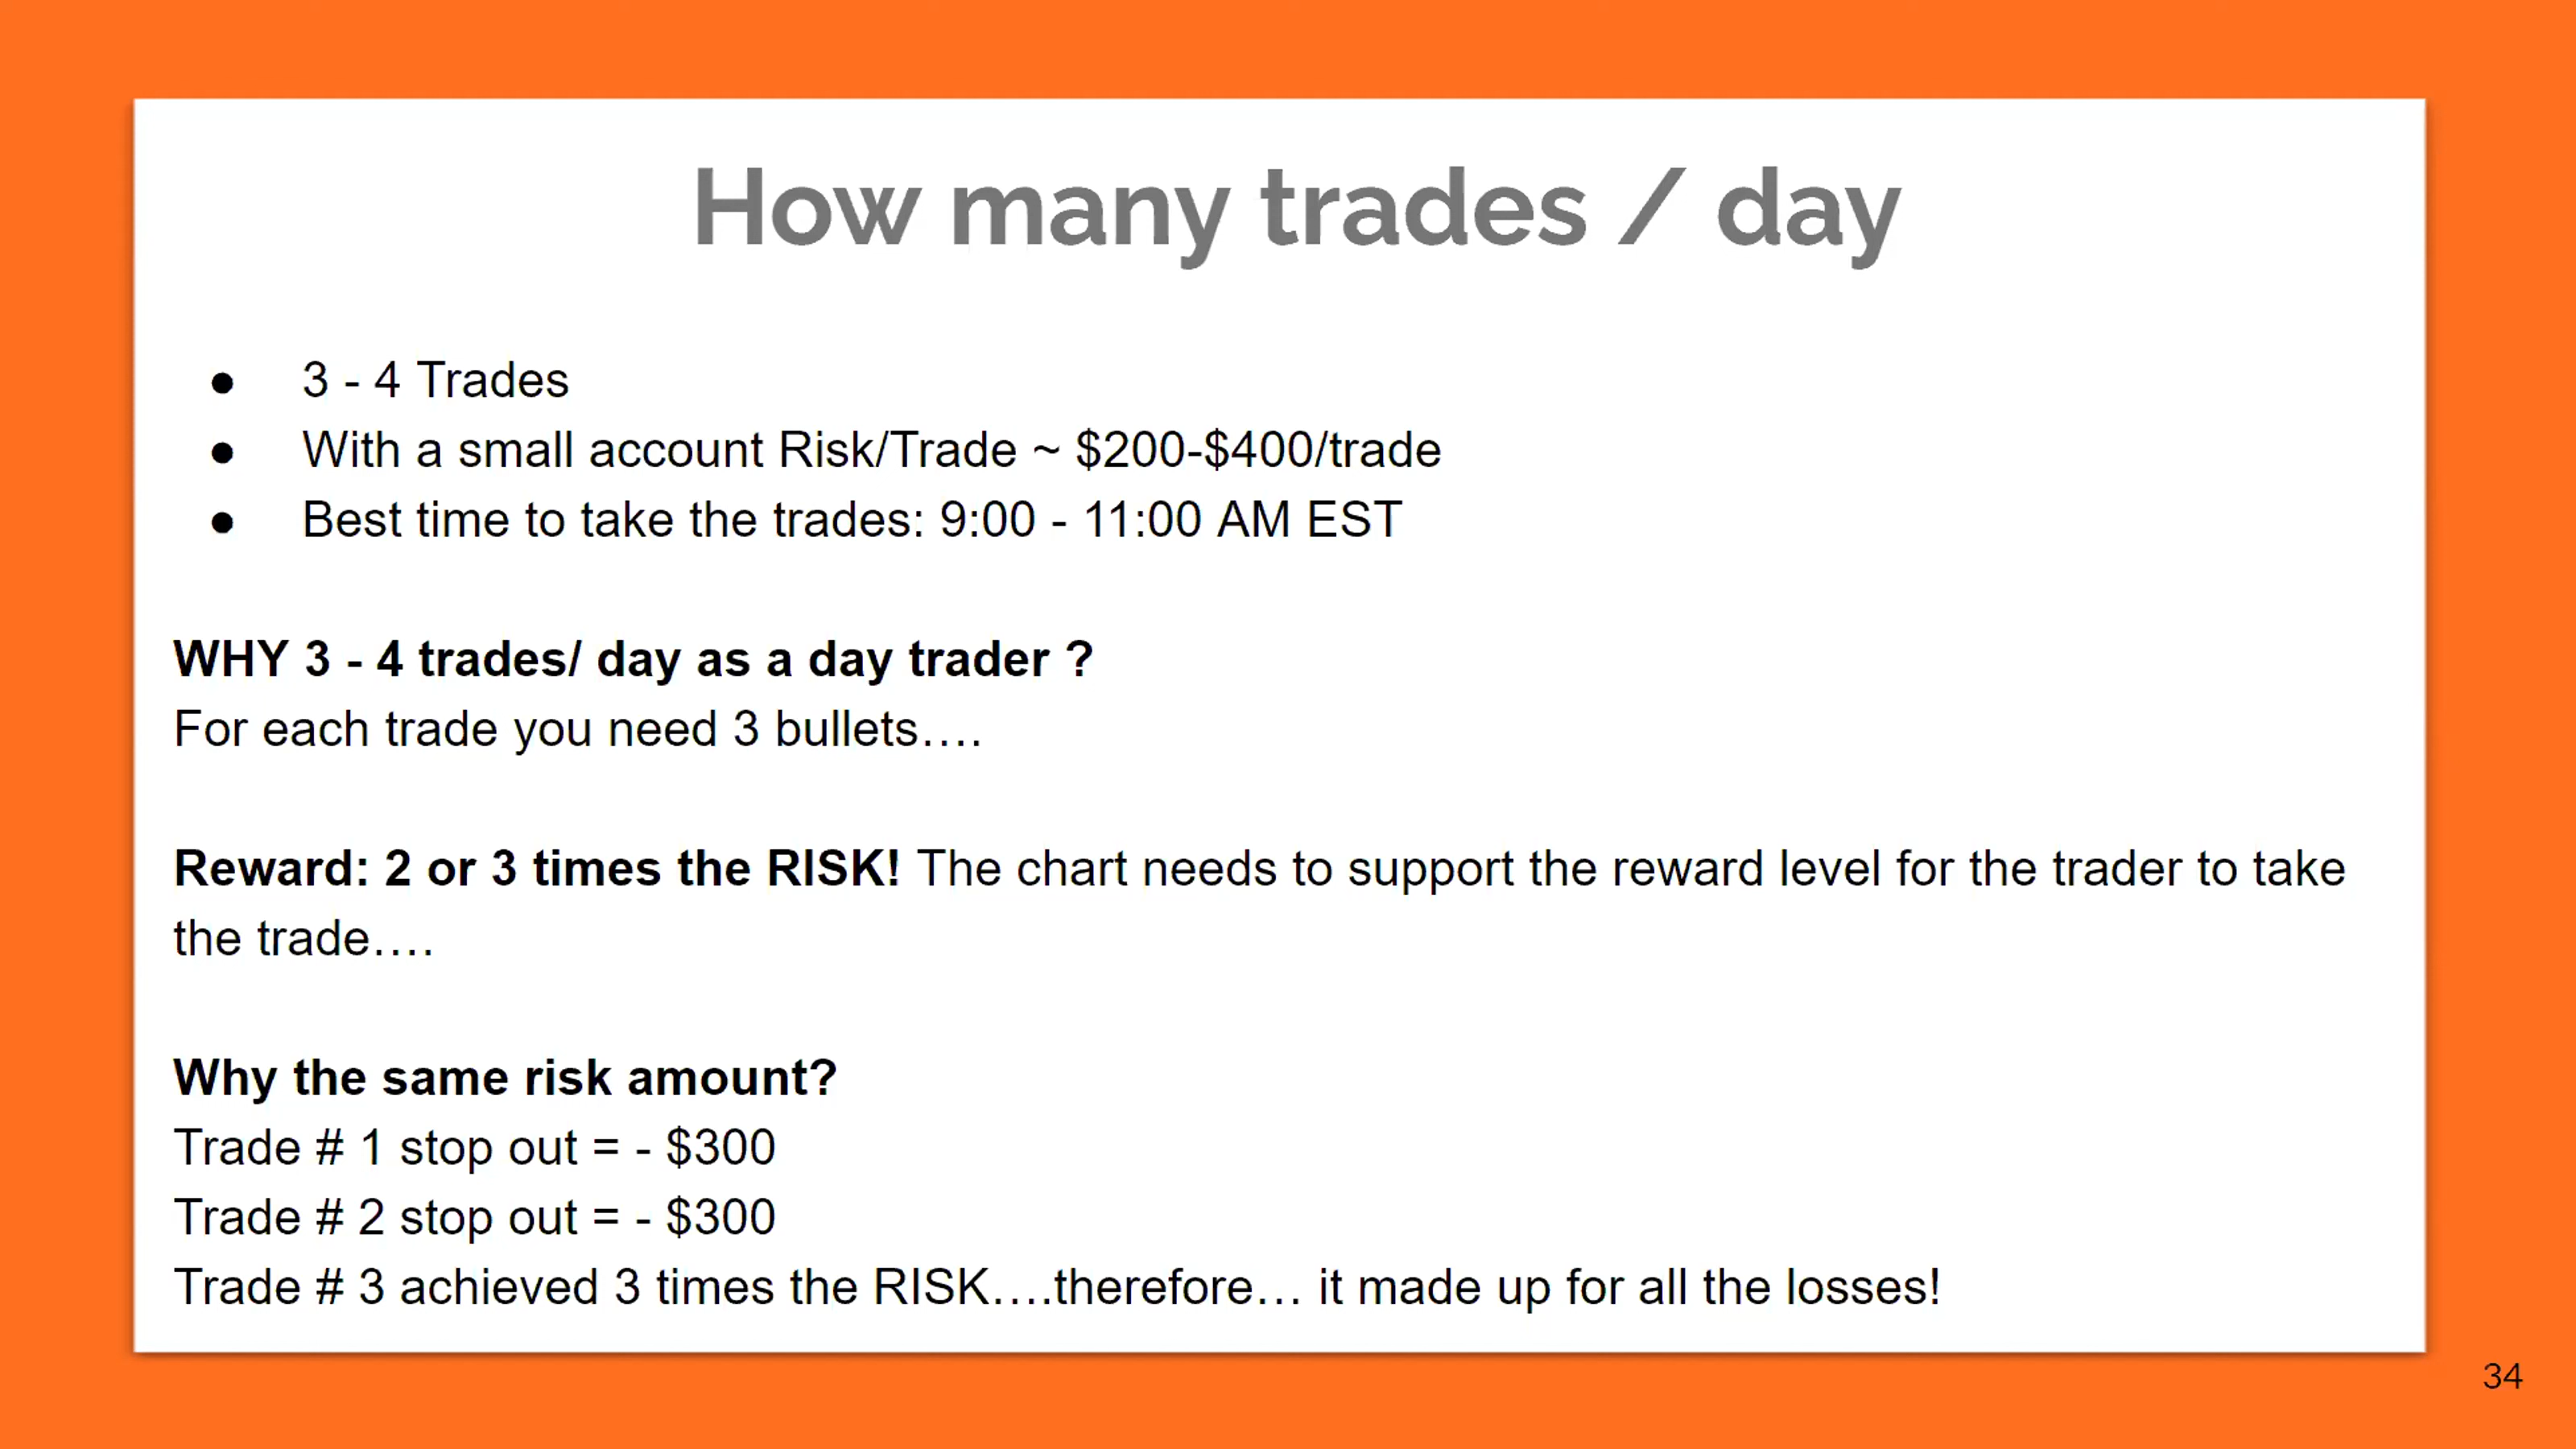 How many trades / day
● 3 - 4 Trades
● With a small account Risk/Trade ~ $200-$400/trade
● Best time to take the trades: 9:00 - 11:00 AM EST
WHY 3 - 4 trades/ day as a day trader ?
For each trade you need 3 bullets....
Reward: 2 or 3 times the RISK! The chart needs to support the reward level for the trader to take
the trade....
Why the same risk amount?
Trade # 1 stop out = - $300
Trade # 2 stop out = - $300
Trade # 3 achieved 3 times the RISK....therefore... it made up for all the losses!
34